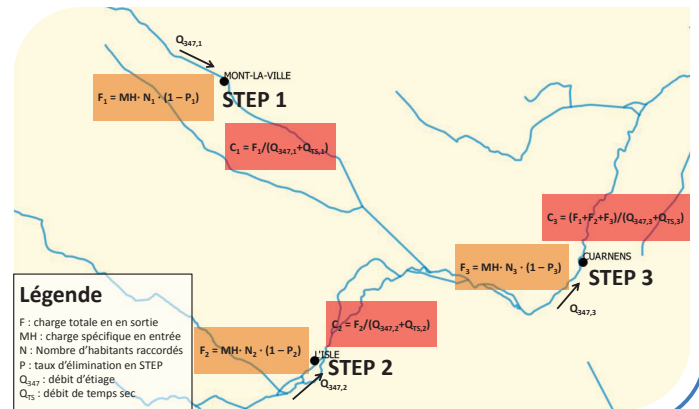 Q347,1
MONT-LA-VILLE
STEP 1
F1 = MH· N1 · (1 – P1)
C1 = F1/(Q347,1+QTS,1)
C3 = (F1+F2+F3)/(Q347,3+QTS,3)
CUARNENS
STEP 3
F3 = MH· N3 · (1 – P3)
Q347,3
C2 = F2/(Q347,2+QTS,2)
F2 = MH· N2 · (1 – P2)
L'ISLE
STEP 2
Q347,2
Légende
F : charge totale en en sortie
MH : charge spécifique en entrée
N : Nombre d'habitants raccordés
P : taux d'élimination en STEP
Q347 : débit d'étiage
QTS : débit de temps sec